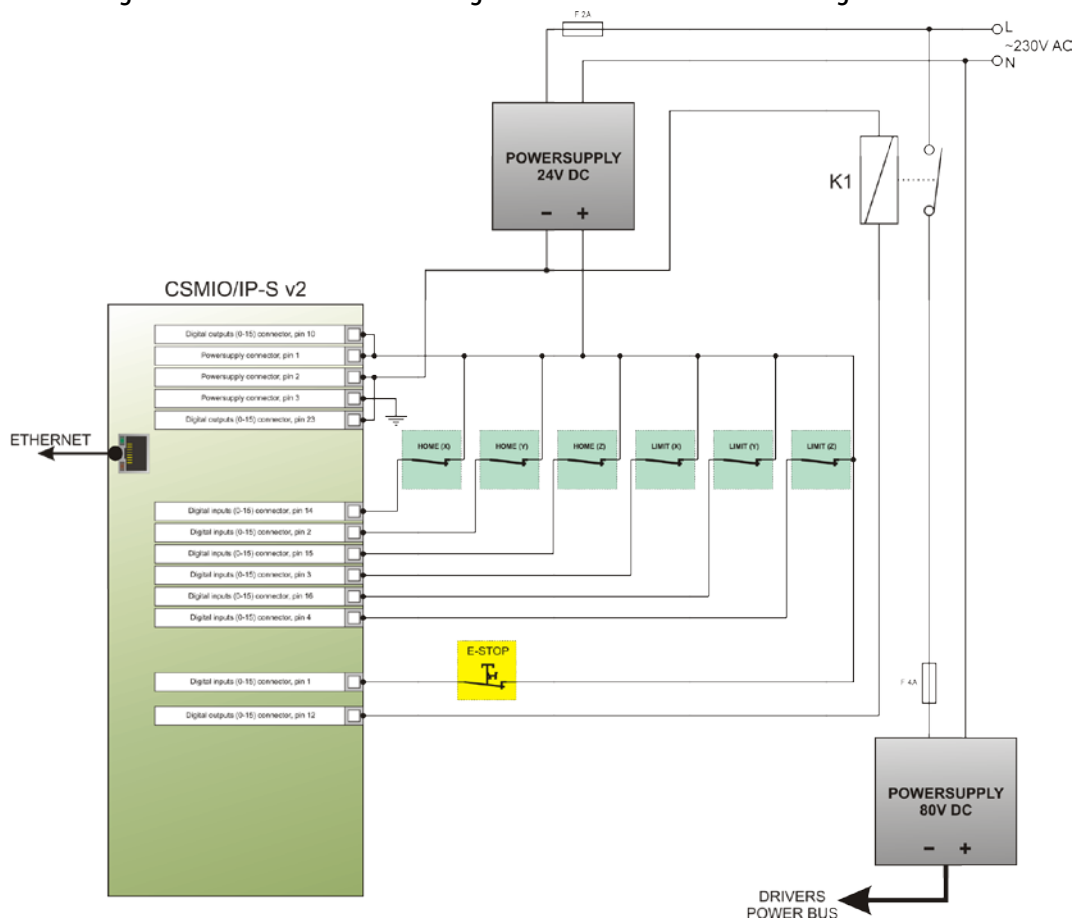 F 2A
L
~230V AC
N
POWERSUPPLY
24V DC
- +
K1
CSMIO/IP-S v2
Digital outputs (0-15) connector, pin 10
Powersupply connector, pin 1
Powersupply connector, pin 2
Powersupply connector, pin 3
Digital outputs (0-15) connector, pin 23
ETHERNET
HOME (X)
HOME (Y)
HOME (Z)
LIMIT (X)
LIMIT (Y)
LIMIT (Z)
Digital inputs (0-15) connector, pin 14
Digital inputs (0-15) connector, pin 2
Digital inputs (0-15) connector, pin 15
Digital inputs (0-15) connector, pin 3
Digital inputs (0-15) connector, pin 16
Digital inputs (0-15) connector, pin 4
E-STOP
Digital inputs (0-15) connector, pin 1
Digital outputs (0-15) connector, pin 12
F 4A
POWERSUPPLY
80V DC
- +
DRIVERS
POWER BUS